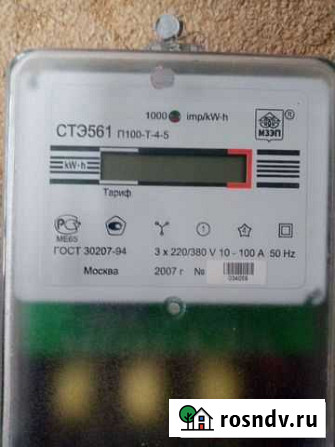 1000 imp/kW-h
СТЭ561 П100-Т-4-5
МЗЭП ®
kW-h
Тариф
МЕ65
ГОСТ 30207-94 3 x 220/380 V 10 - 100 A 50 Hz
Москва 2007 г №
rosndv.ru